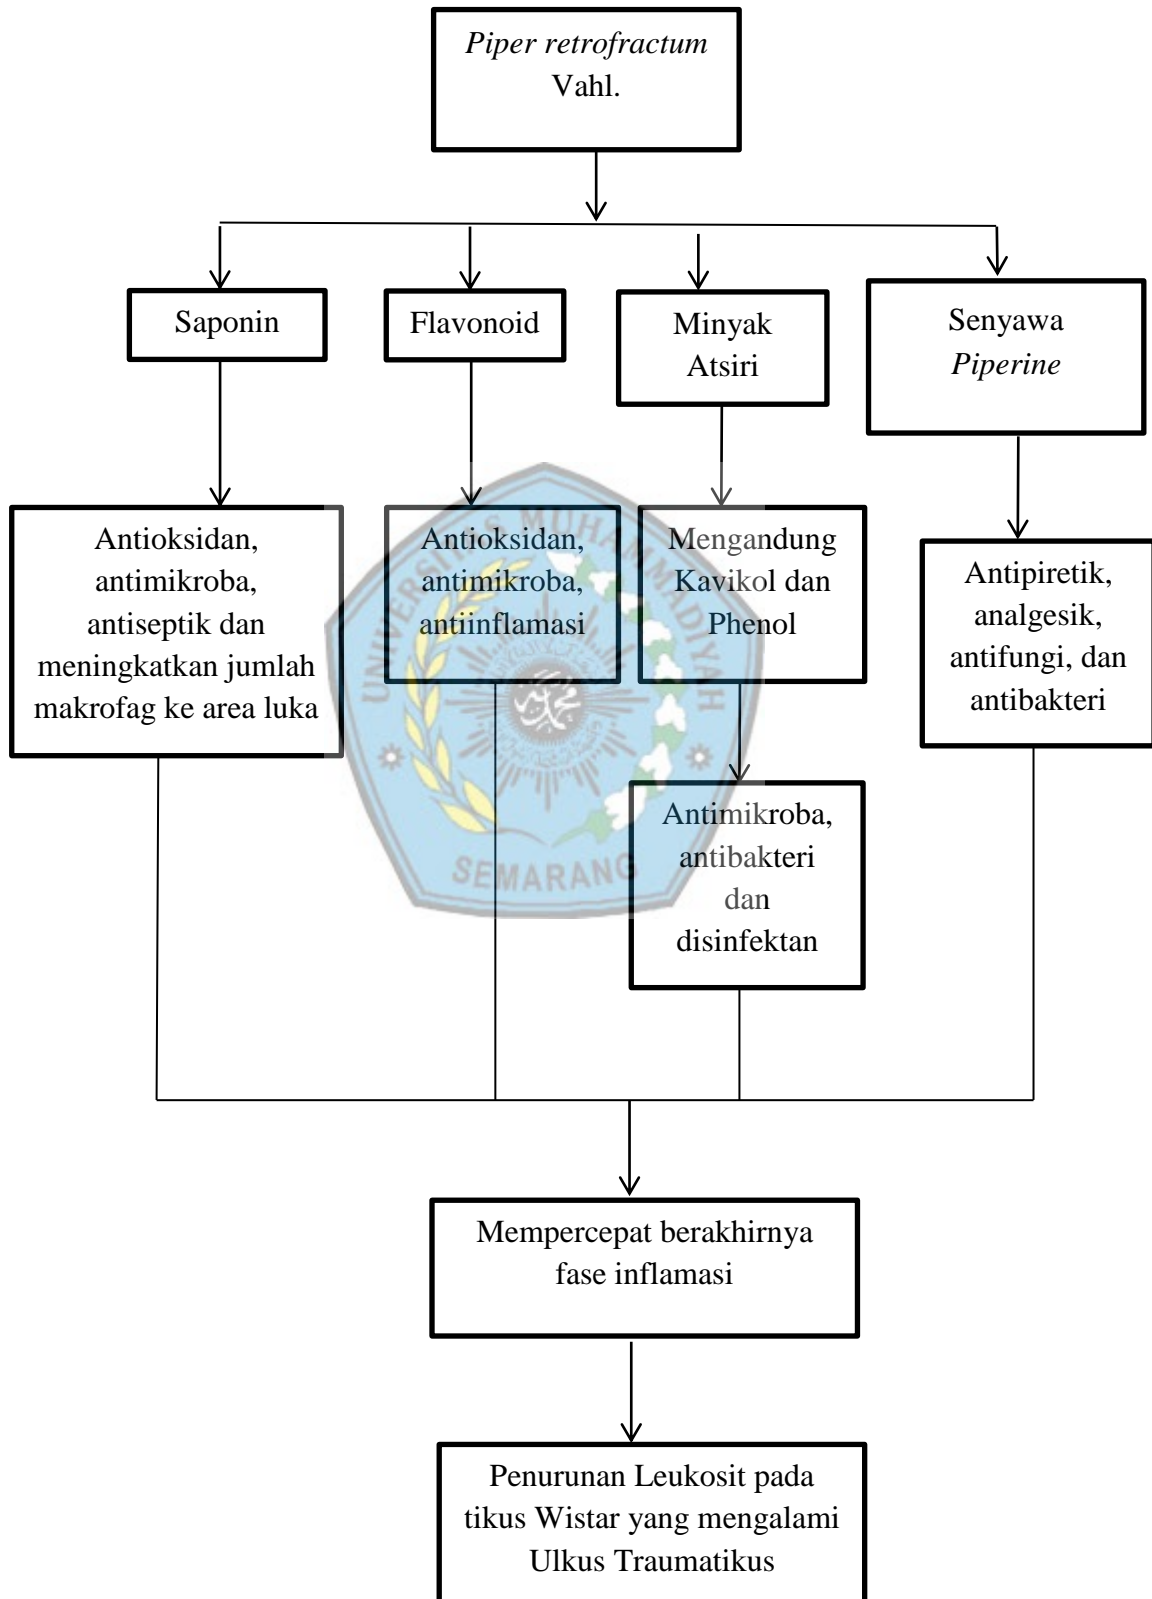 Piper retrofractum
Vahl.
Saponin
Flavonoid
Minyak
Atsiri
Senyawa
Piperine
Antioksidan,
antimikroba,
antiseptik dan
meningkatkan jumlah
makrofag ke area luka
Antioksidan,
antimikroba,
antiinflamasi
Mengandung
Kavikol dan
Phenol
Antipiretik,
analgesik,
antifungi, dan
antibakteri
UNIVERSITAS MUHAMMADIYAH
SEMARANG
Antimikroba,
antibakteri
dan
disinfektan
Mempercepat berakhirnya
fase inflamasi
Penurunan Leukosit pada
tikus Wistar yang mengalami
Ulkus Traumatikus